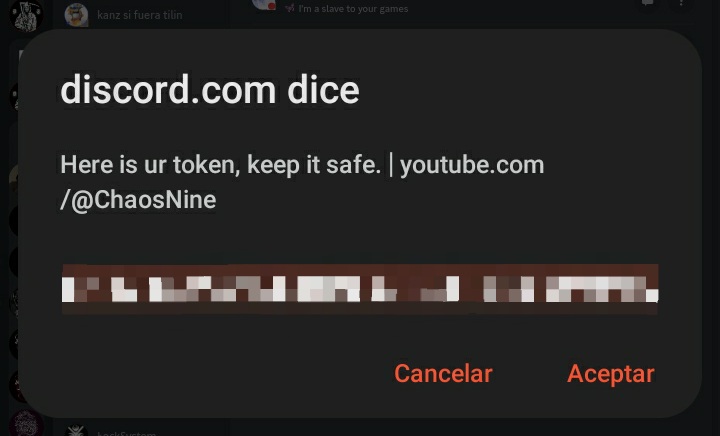 kanz si fuera tilin
I'm a slave to your games
discord.com dice
Here is ur token, keep it safe. | youtube.com
/@ChaosNine
Cancelar
Aceptar
LockSystem